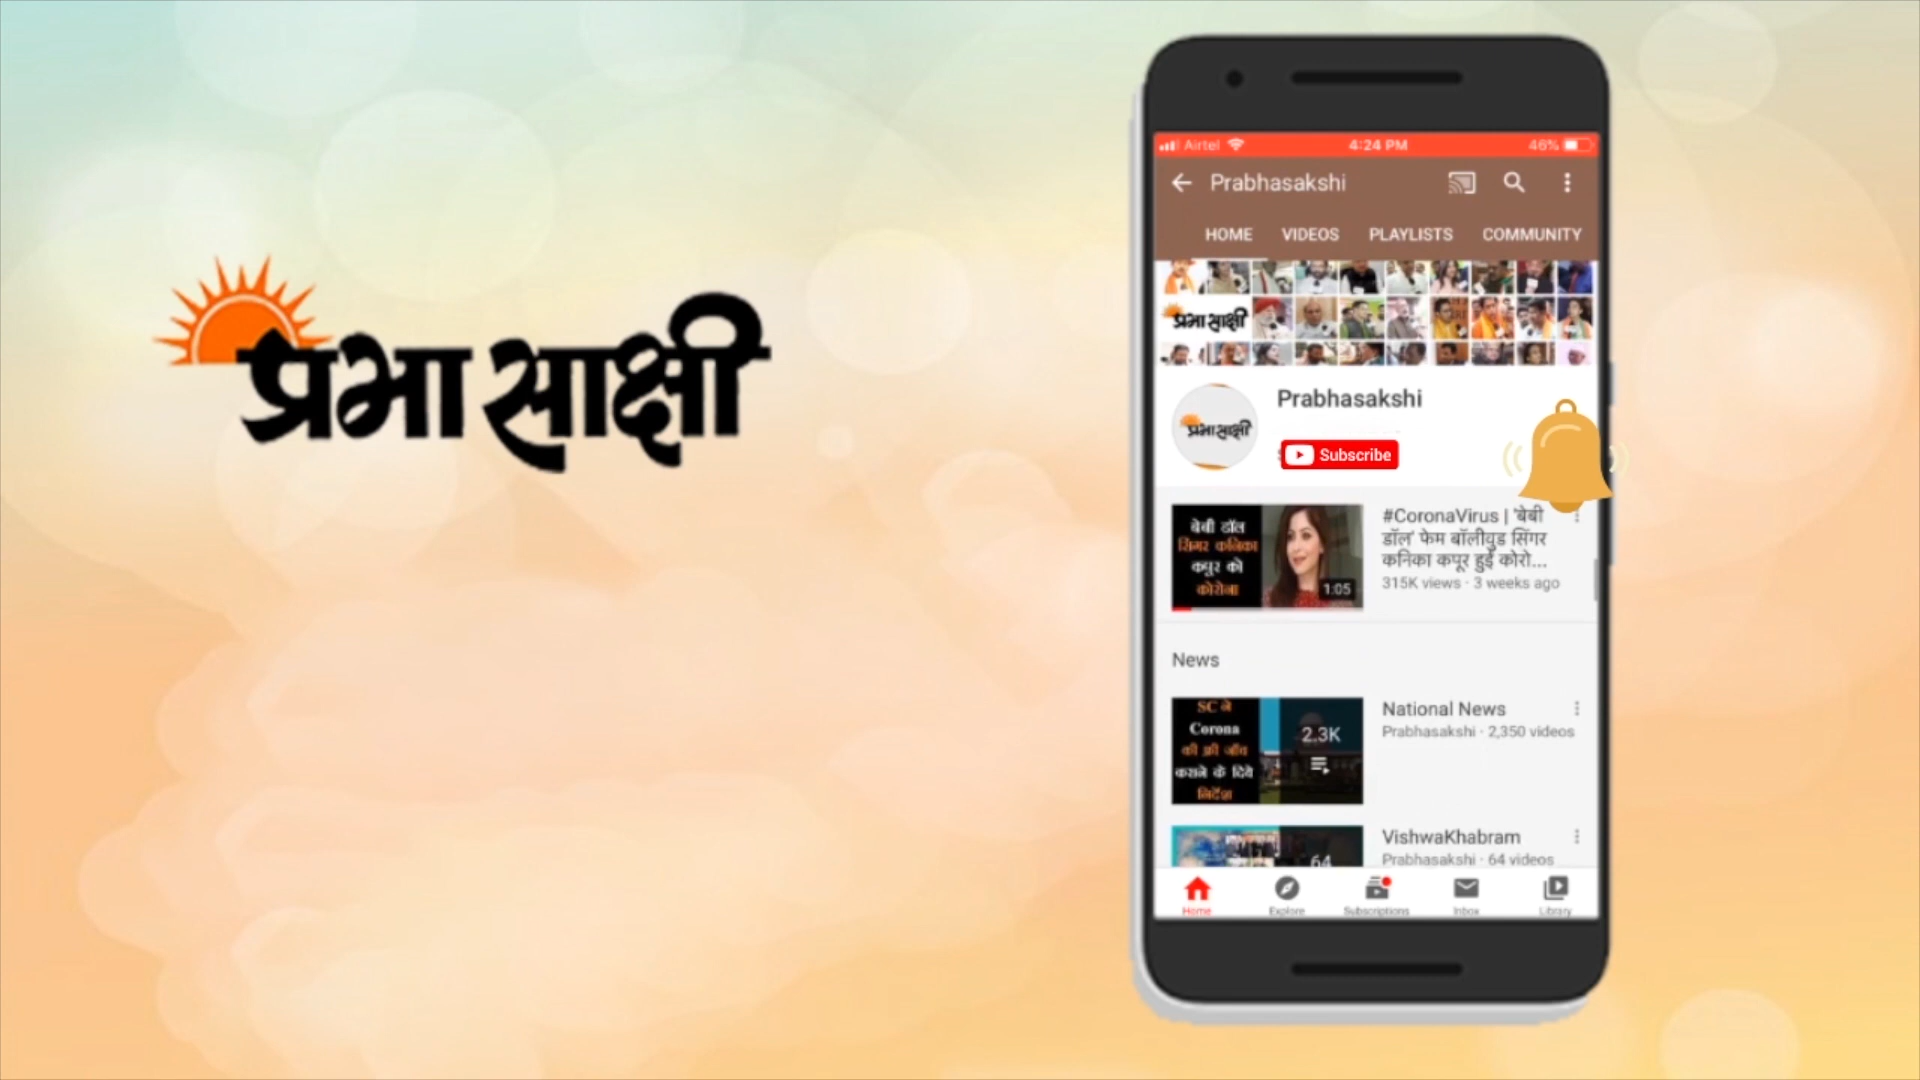 प्रभासाक्षी
Airtel 4:24 PM 46%
Prabhasakshi
HOME VIDEOS PLAYLISTS COMMUNITY
प्रभासाक्षी
Prabhasakshi
प्रभासाक्षी
Subscribe
बेबी डॉल
सिंगर कनिका
कपूर को
कोरोना
1:05
#CoronaVirus | 'बेबी
डॉल' फेम बॉलीवुड सिंगर
कनिका कपूर हुई कोरो...
315K views · 3 weeks ago
News
SC ने
Corona
की फ्री जाँच
कराने के दिये
निर्देश
2.3K
National News
Prabhasakshi · 2,350 videos
64
VishwaKhabram
Prabhasakshi · 64 videos
Home Explore Subscriptions Inbox Library